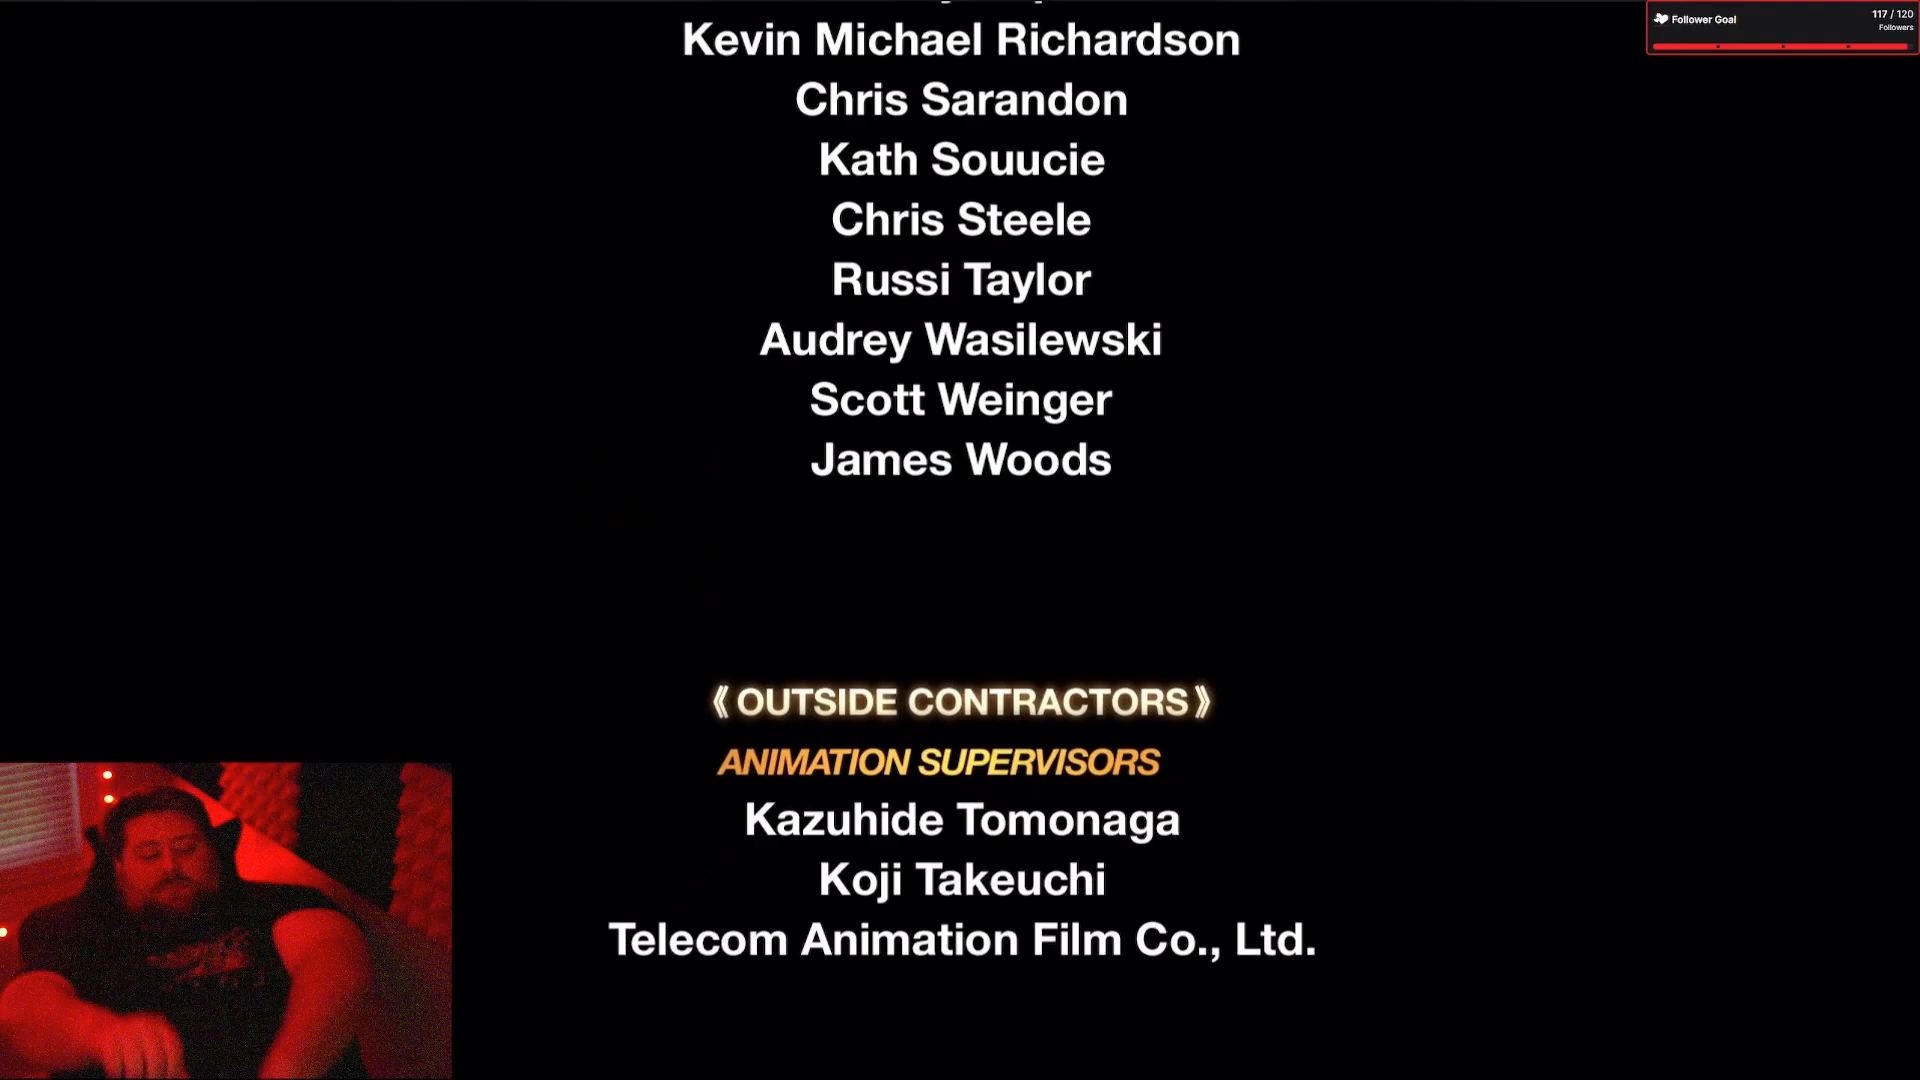 Follower Goal
117 / 120
Followers
Kevin Michael Richardson
Chris Sarandon
Kath Souucie
Chris Steele
Russi Taylor
Audrey Wasilewski
Scott Weinger
James Woods
《OUTSIDE CONTRACTORS》
ANIMATION SUPERVISORS
Kazuhide Tomonaga
Koji Takeuchi
Telecom Animation Film Co., Ltd.